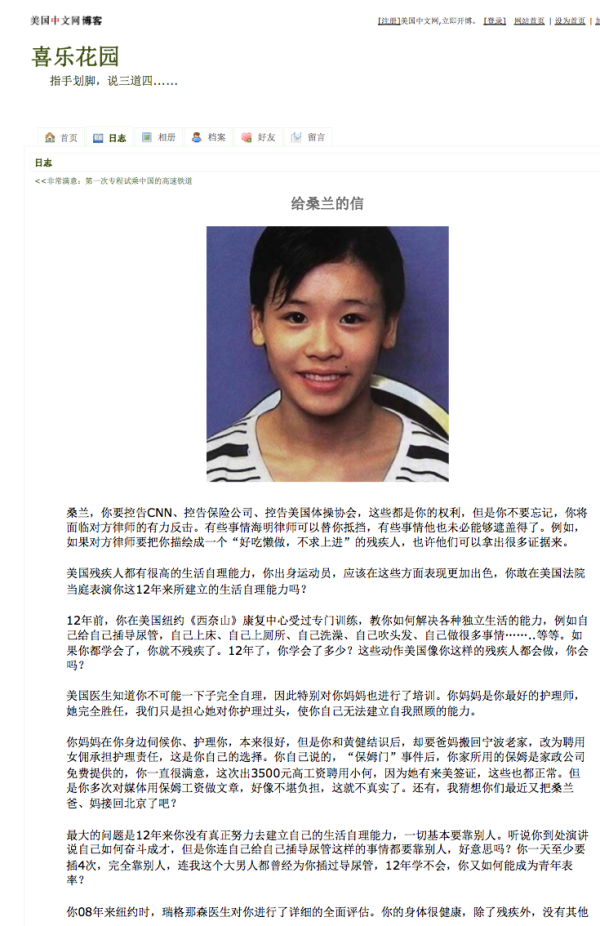 美国中文网博客
[注册]美国中文网,立即开博。 [登录] 网站首页 | 设为首页 |
喜乐花园
指手划脚，说三道四……
首页 日志 相册 档案 好友 留言
日志
<<非常满意：第一次专程试乘中国的高速铁道
给桑兰的信
桑兰，你要控告CNN、控告保险公司、控告美国体操协会，这些都是你的权利，但是你不要忘记，你将
面临对方律师的有力反击。有些事情海明律师可以替你抵挡，有些事情他也未必能够遮盖得了。例如，
如果对方律师要把你描绘成一个“好吃懒做，不求上进”的残疾人，也许他们可以拿出很多证据来。
美国残疾人都有很高的生活自理能力，你出身运动员，应该在这些方面表现更加出色，你敢在美国法院
当庭表演你这12年来所建立的生活自理能力吗？
12年前，你在美国纽约《西奈山》康复中心受过专门训练，教你如何解决各种独立生活的能力，例如自
己给自己插导尿管，自己上床、自己上厕所、自己洗澡、自己吹头发、自己做很多事情……..等等。如
果你都学会了，你就不残疾了。12年了，你学会了多少？这些动作美国像你这样的残疾人都会做，你会
吗？
美国医生知道你不可能一下子完全自理，因此特别对你妈妈也进行了培训。你妈妈是你最好的护理师，
她完全胜任，我们只是担心她对你护理过头，使你自己无法建立自我照顾的能力。
你妈妈在你身边伺侯你、护理你，本来很好，但是你和黄健结识后，却要爸妈搬回宁波老家，改为聘用
女佣承担护理责任，这是你自己的选择。你自己说的，“保姆门”事件后，你家所用的保姆是家政公司
免费提供的，你一直很满意，这次出3500元高工资聘用小何，因为她有来美签证，这些也都正常。但
是你多次对媒体用保姆工资做文章，好像不堪负担，这就不真实了。还有，我猜想你们最近又把桑兰
爸、妈接回北京了吧？
最大的问题是12年来你没有真正努力去建立自己的生活自理能力，一切基本要靠别人。听说你到处演讲
说自己如何奋斗成才，但是你连自己给自己插导尿管这样的事情都要靠别人，好意思吗？你一天至少要
插4次，完全靠别人，连我这个大男人都曾经为你插过导尿管，12年学不会，你又如何能成为青年表
率？
你08年来纽约时，瑞格那森医生对你进行了详细的全面评估。你的身体很健康，除了残疾外，没有其他